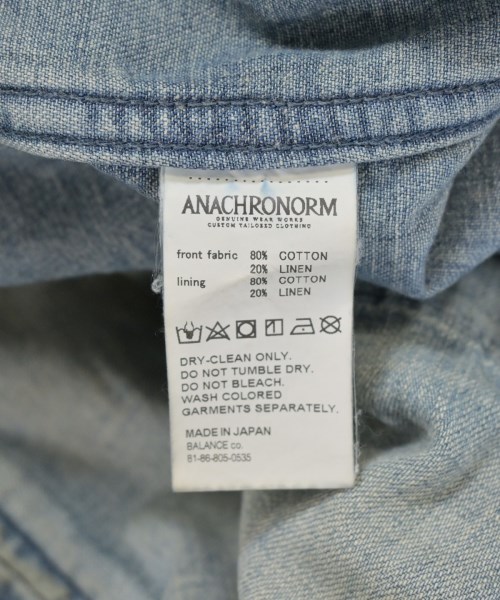 ANACHRONORM
GENUINE WEAR WORKS
CUSTOM TAILORED CLOTHING
front fabric 80% COTTON
20% LINEN
lining 80% COTTON
20% LINEN
DRY-CLEAN ONLY.
DO NOT TUMBLE DRY.
DO NOT BLEACH.
WASH COLORED
GARMENTS SEPARATELY.
MADE IN JAPAN
BALANCE co.
81-86-805-0535